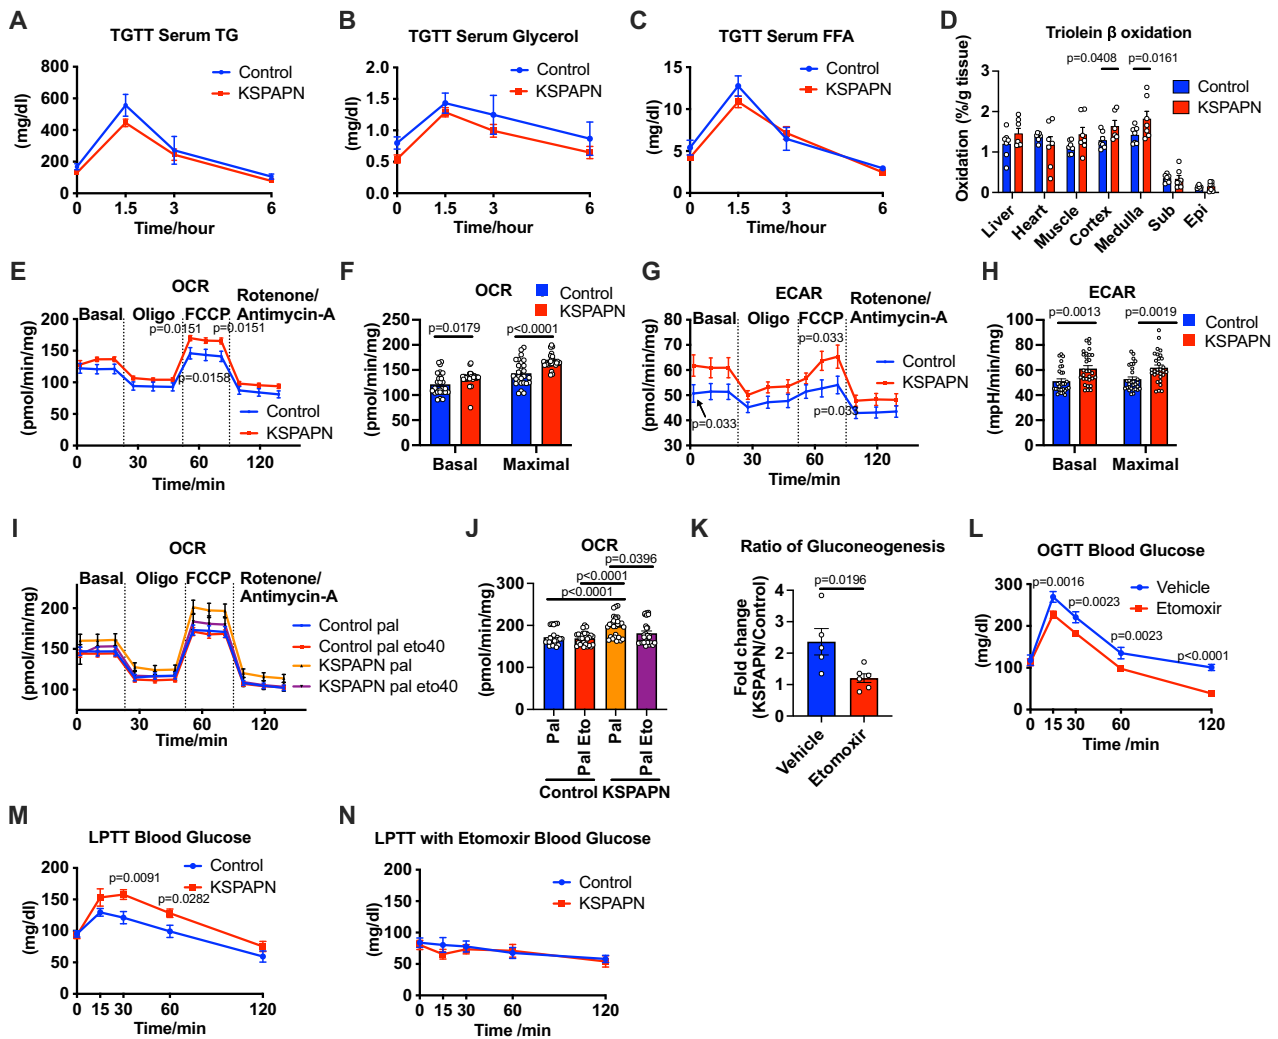 A
TGTT Serum TG
(mg/dl)
800
600
400
200
0
0 1.5 3 6
Time/hour
Control
KSPAPN
B
TGTT Serum Glycerol
(mg/dl)
2.0
1.5
1.0
0.5
0.0
0 1.5 3 6
Time/hour
Control
KSPAPN
C
TGTT Serum FFA
(mg/dl)
15
10
5
0
0 1.5 3 6
Time/hour
Control
KSPAPN
D
Triolein β oxidation
p=0.0408 p=0.0161
Oxidation (%/g tissue)
3
2
1
0
Liver Heart Muscle Cortex Medulla Sub Epi
Control
KSPAPN
E
OCR
Basal Oligo FCCP Rotenone/
Antimycin-A
(pmol/min/mg)
200
150
100
50
0
p=0.0151 p=0.0151
p=0.0158
Control
KSPAPN
0 30 60 120
Time/min
F
OCR
Control
KSPAPN
(pmol/min/mg)
250
200
150
100
50
0
p=0.0179 p<0.0001
Basal Maximal
G
ECAR
Basal Oligo FCCP Rotenone/
Antimycin-A
(pmol/min/mg)
80
70
60
50
40
30
p=0.033
p=0.033
p=0.033
Control
KSPAPN
0 30 60 120
Time/min
H
ECAR
p=0.0013 p=0.0019
Control
KSPAPN
(mpH/min/mg)
100
80
60
40
20
0
Basal Maximal
I
OCR
Basal Oligo FCCP Rotenone/
Antimycin-A
(pmol/min/mg)
200
150
100
Control pal
Control pal eto40
KSPAPN pal
KSPAPN pal eto40
0 30 60 120
Time/min
J
OCR
p=0.0396
p<0.0001
p<0.0001
(pmol/min/mg)
300
200
100
0
Pal Pal Eto Pal Pal Eto
Control KSPAPN
K
Ratio of Gluconeogenesis
p=0.0196
Fold change
(KSPAPN/Control)
4
3
2
1
0
Vehicle Etomoxir
L
OGTT Blood Glucose
p=0.0016
p=0.0023
p=0.0023
p<0.0001
Vehicle
Etomoxir
(mg/dl)
300
200
100
0
0 15 30 60 120
Time /min
M
LPTT Blood Glucose
Control
KSPAPN
p=0.0091
p=0.0282
(mg/dl)
200
150
100
50
0
0 15 30 60 120
Time/min
N
LPTT with Etomoxir Blood Glucose
Control
KSPAPN
(mg/dl)
200
150
100
50
0
0 15 30 60 120
Time /min